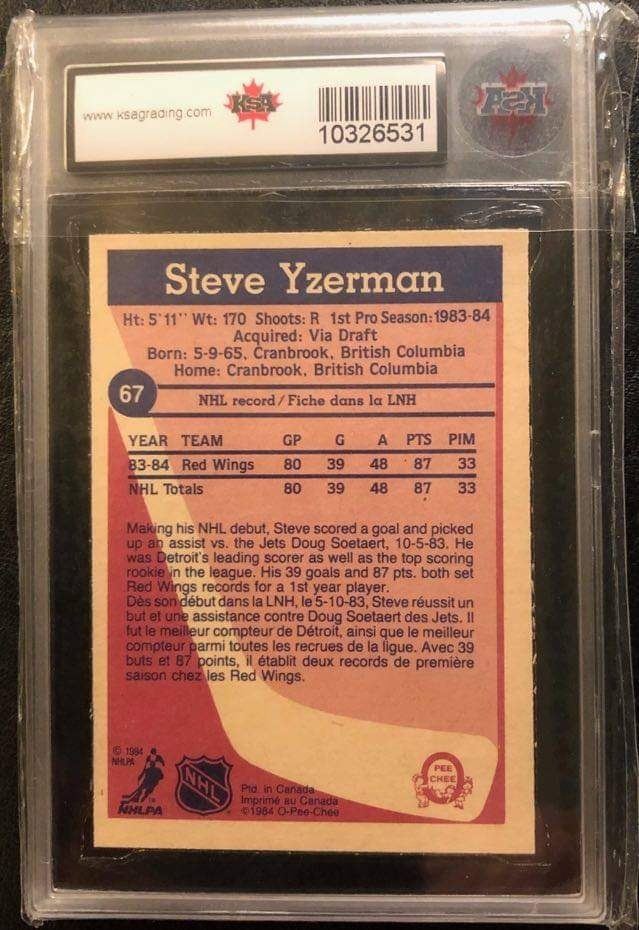 www.ksagrading.com
KSA
10326531
KSA
Steve Yzerman
Ht: 5'11'' Wt: 170 Shoots: R 1st Pro Season: 1983-84
Acquired: Via Draft
Born: 5-9-65, Cranbrook, British Columbia
Home: Cranbrook, British Columbia
67
NHL record/Fiche dans la LNH
YEAR TEAM GP G A PTS PIM
83-84 Red Wings 80 39 48 87 33
NHL Totals 80 39 48 87 33
Making his NHL debut, Steve scored a goal and picked
up an assist vs. the Jets Doug Soetaert, 10-5-83. He
was Detroit's leading scorer as well as the top scoring
rookie in the league. His 39 goals and 87 pts. both set
Red Wings records for a 1st year player.
Dès son début dans la LNH, le 5-10-83, Steve réussit un
but et une assistance contre Doug Soetaert des Jets. Il
fut le meilleur compteur de Détroit, ainsi que le meilleur
compteur parmi toutes les recrues de la ligue. Avec 39
buts et 87 points, il établit deux records de première
saison chez les Red Wings.
© 1984
NHLPA
NHLPA
NHL
Ptd. in Canada
Imprimé au Canada
©1984 O-Pee-Chee
PEE
CHEE